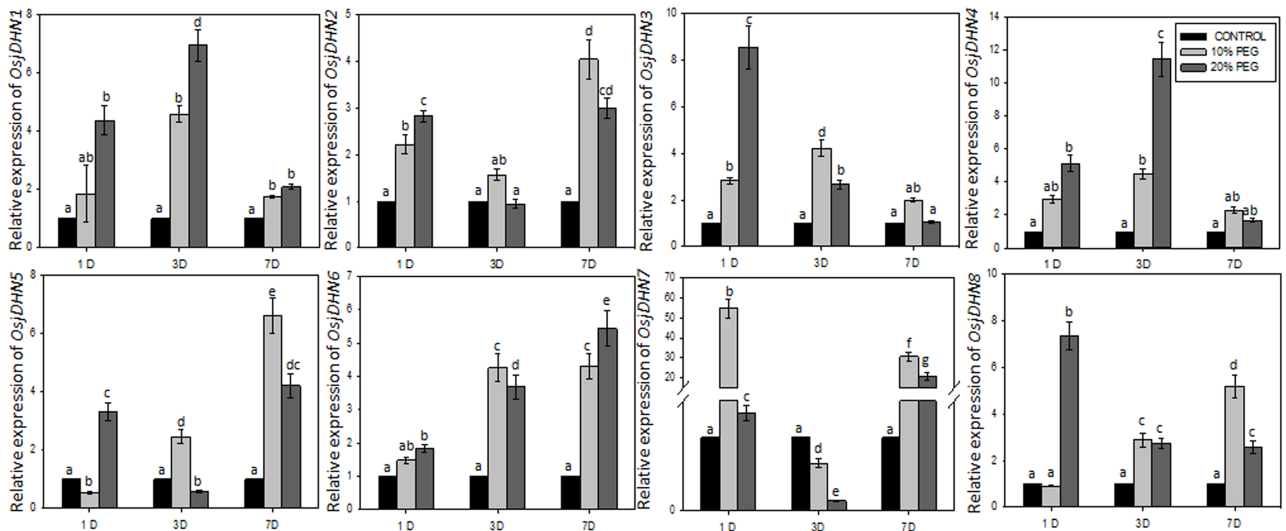 Relative expression of OsjDHN1
8
6
4
2
0
a ab b
a b d
a b b
1 D 3D 7D
Relative expression of OsjDHN2
5
4
3
2
1
0
a b c
a ab a
a d cd
1 D 3D 7D
Relative expression of OsjDHN3
10
8
6
4
2
0
a b c
a d b
a ab a
1 D 3D 7D
Relative expression of OsjDHN4
14
12
10
8
6
4
2
0
a ab b
a b c
a ab ab
1 D 3D 7D
CONTROL
10% PEG
20% PEG
Relative expression of OsjDHN5
8
6
4
2
0
a b c
a d b
a e dc
1 D 3D 7D
Relative expression of OsjDHN6
7
6
5
4
3
2
1
0
a ab b
a c d
a c e
1 D 3D 7D
Relative expression of OsjDHN7
70
60
50
40
30
20
a b c
a d e
a f g
1 D 3D 7D
Relative expression of OsjDHN8
10
8
6
4
2
0
a a b
a c c
a d c
1 D 3D 7D